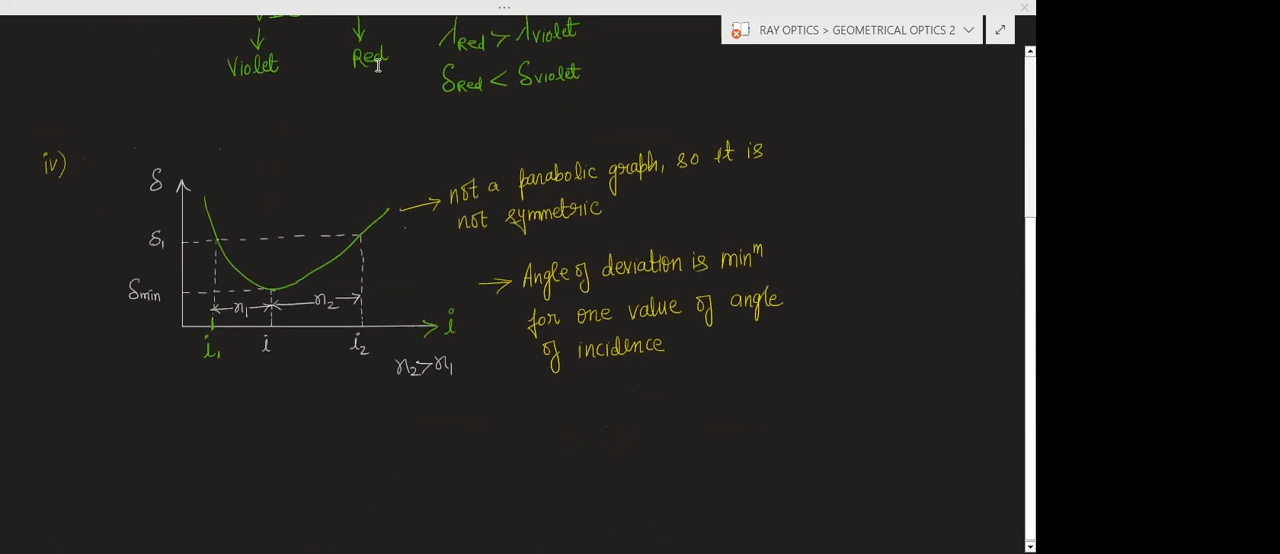 RAY OPTICS > GEOMETRICAL OPTICS 2
Violet
Red
λRed > λViolet
δRed < δViolet
iv)
δ
δ1
δmin
r1
r2
i1
i
i2
i
r2>r1
→ not a parabolic graph, so it is
not symmetric
→ Angle of deviation is minᵐ
for one value of angle
of incidence